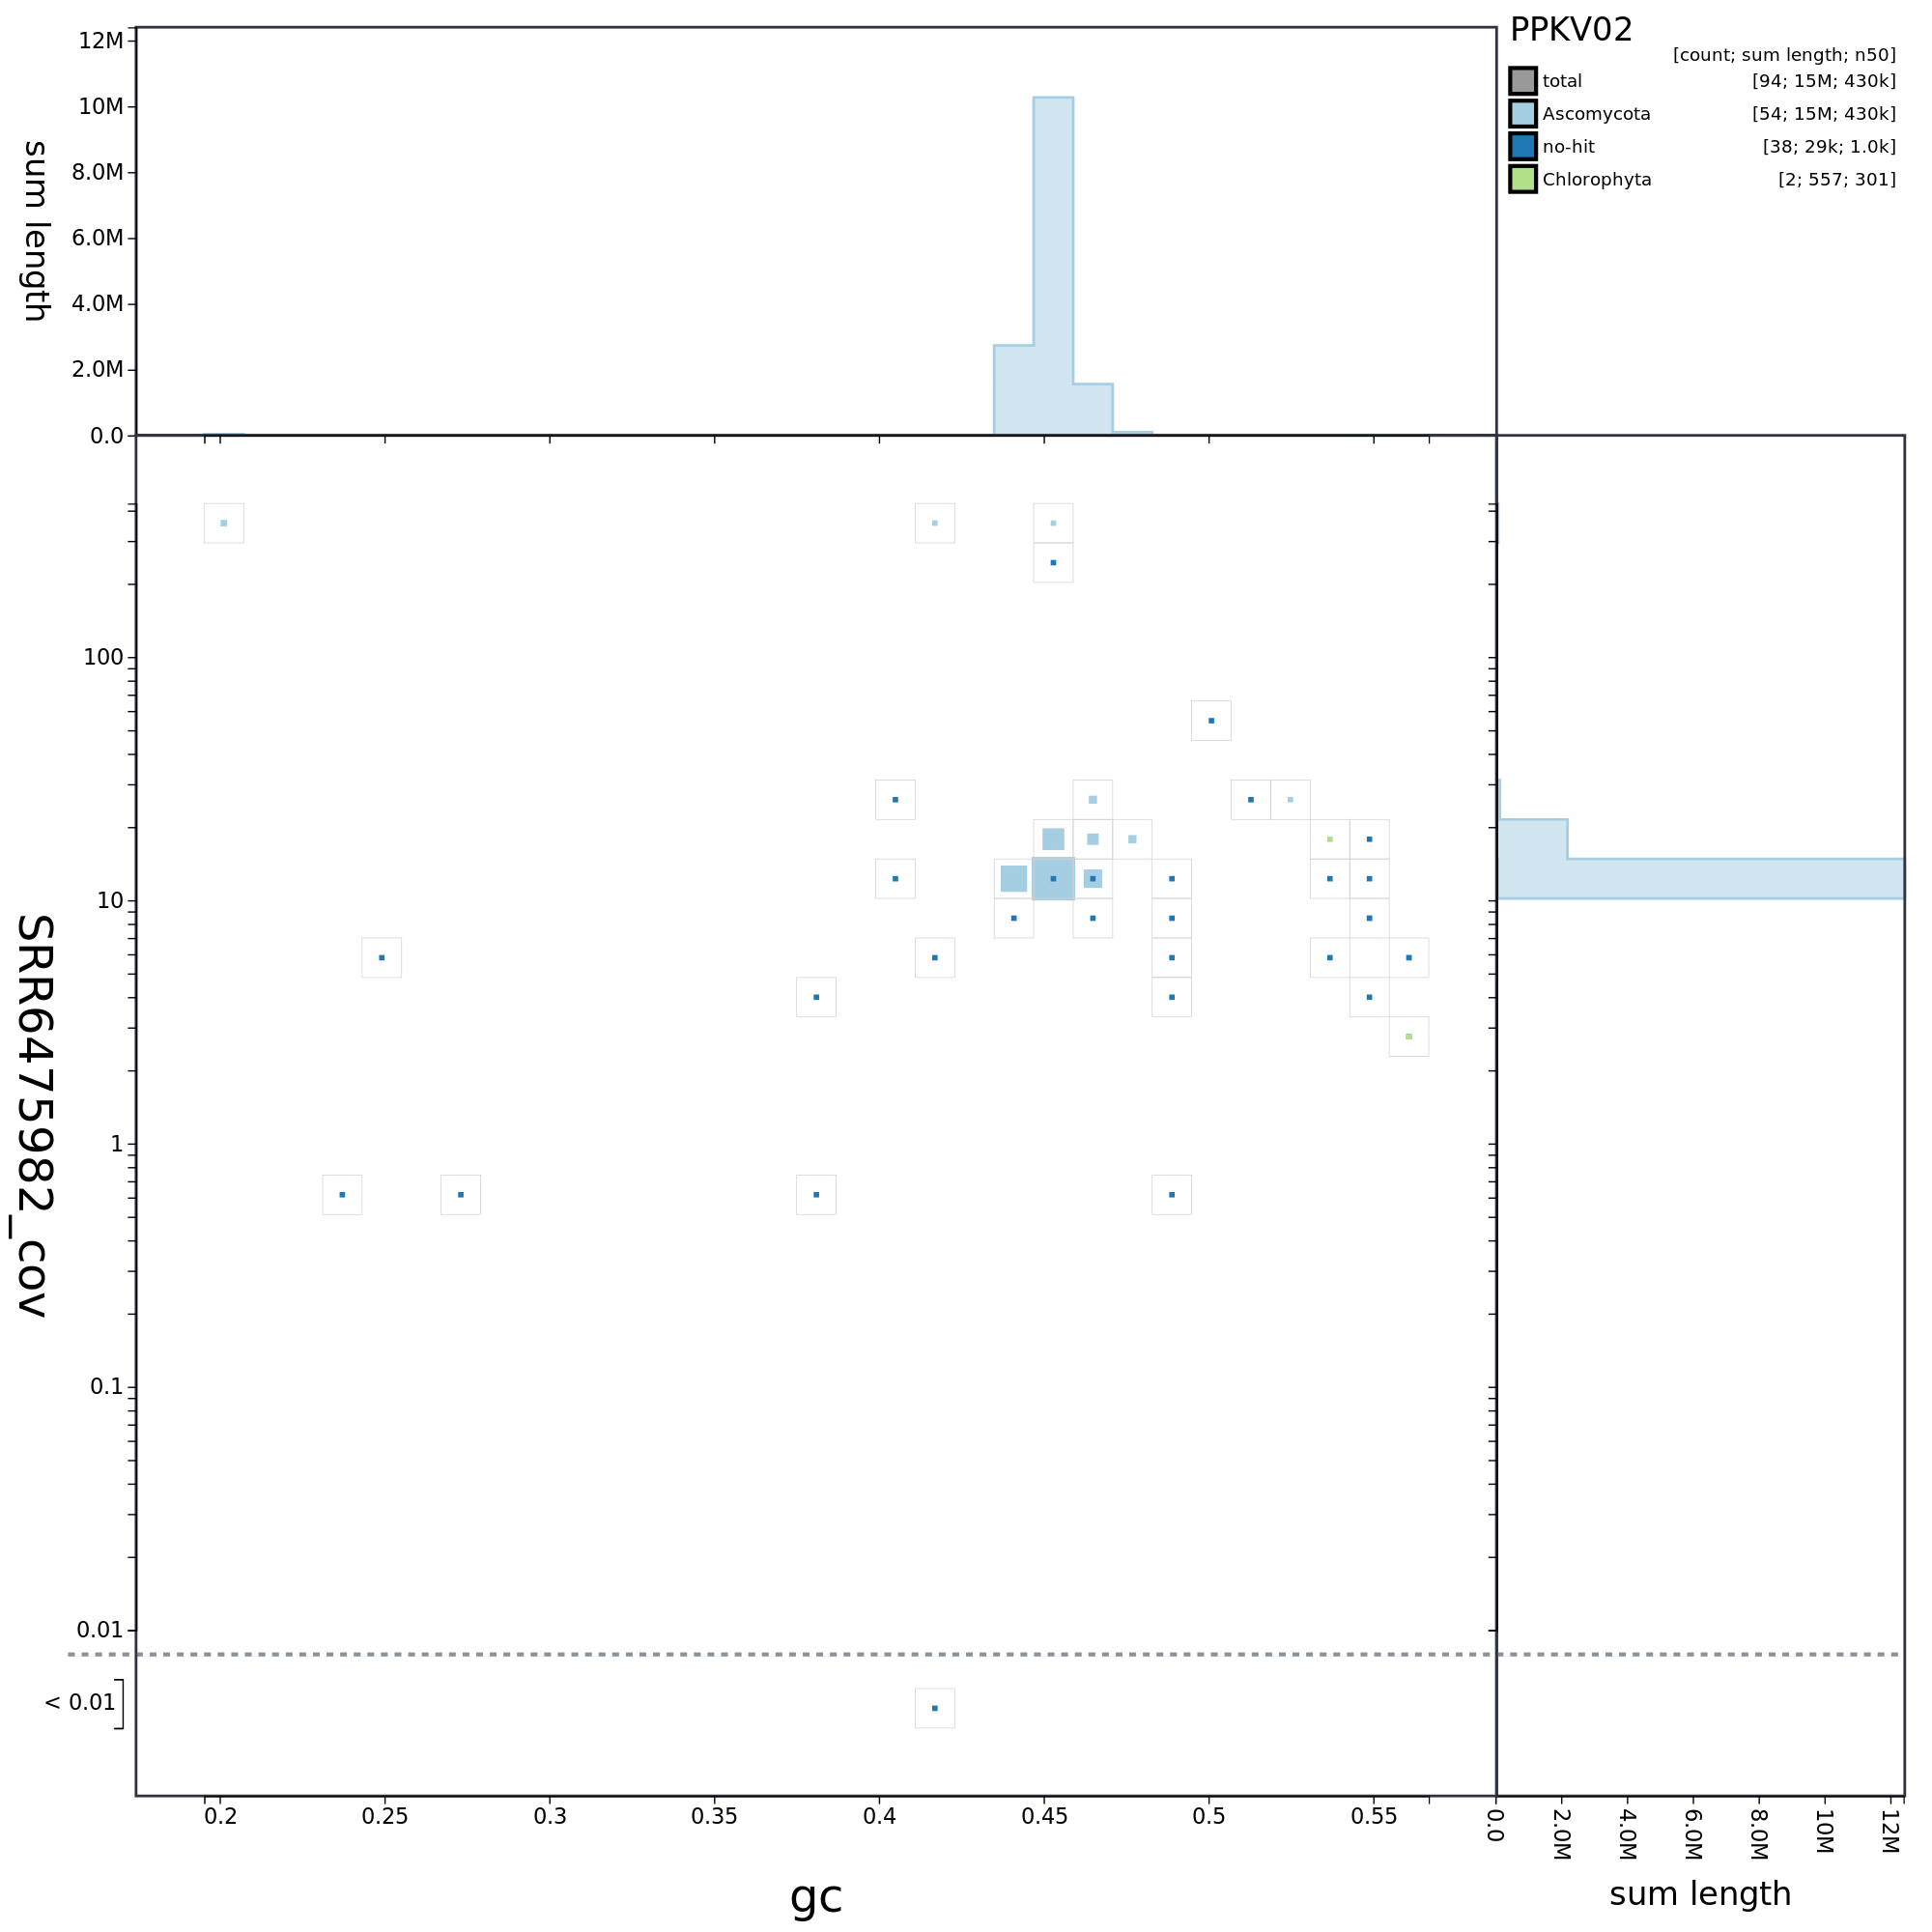 PPKV02
[count; sum length; n50]
total [94; 15M; 430k]
Ascomycota [54; 15M; 430k]
no-hit [38; 29k; 1.0k]
Chlorophyta [2; 557; 301]
12M
10M
8.0M
6.0M
4.0M
2.0M
0.0
sum length
100
10
1
0.1
0.01
< 0.01
SRR6475982_cov
0.2 0.25 0.3 0.35 0.4 0.45 0.5 0.55
gc
0.0 2.0M 4.0M 6.0M 8.0M 10M 12M
sum length